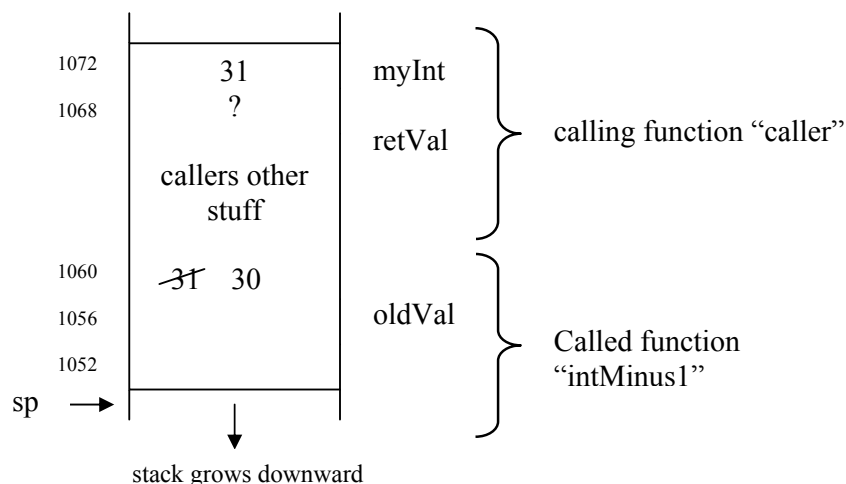 1072 31 myInt
1068 ?
retVal
calling function “caller”
callers other
stuff
1060 31 30
1056 oldVal
Called function
“intMinus1”
1052
sp
stack grows downward